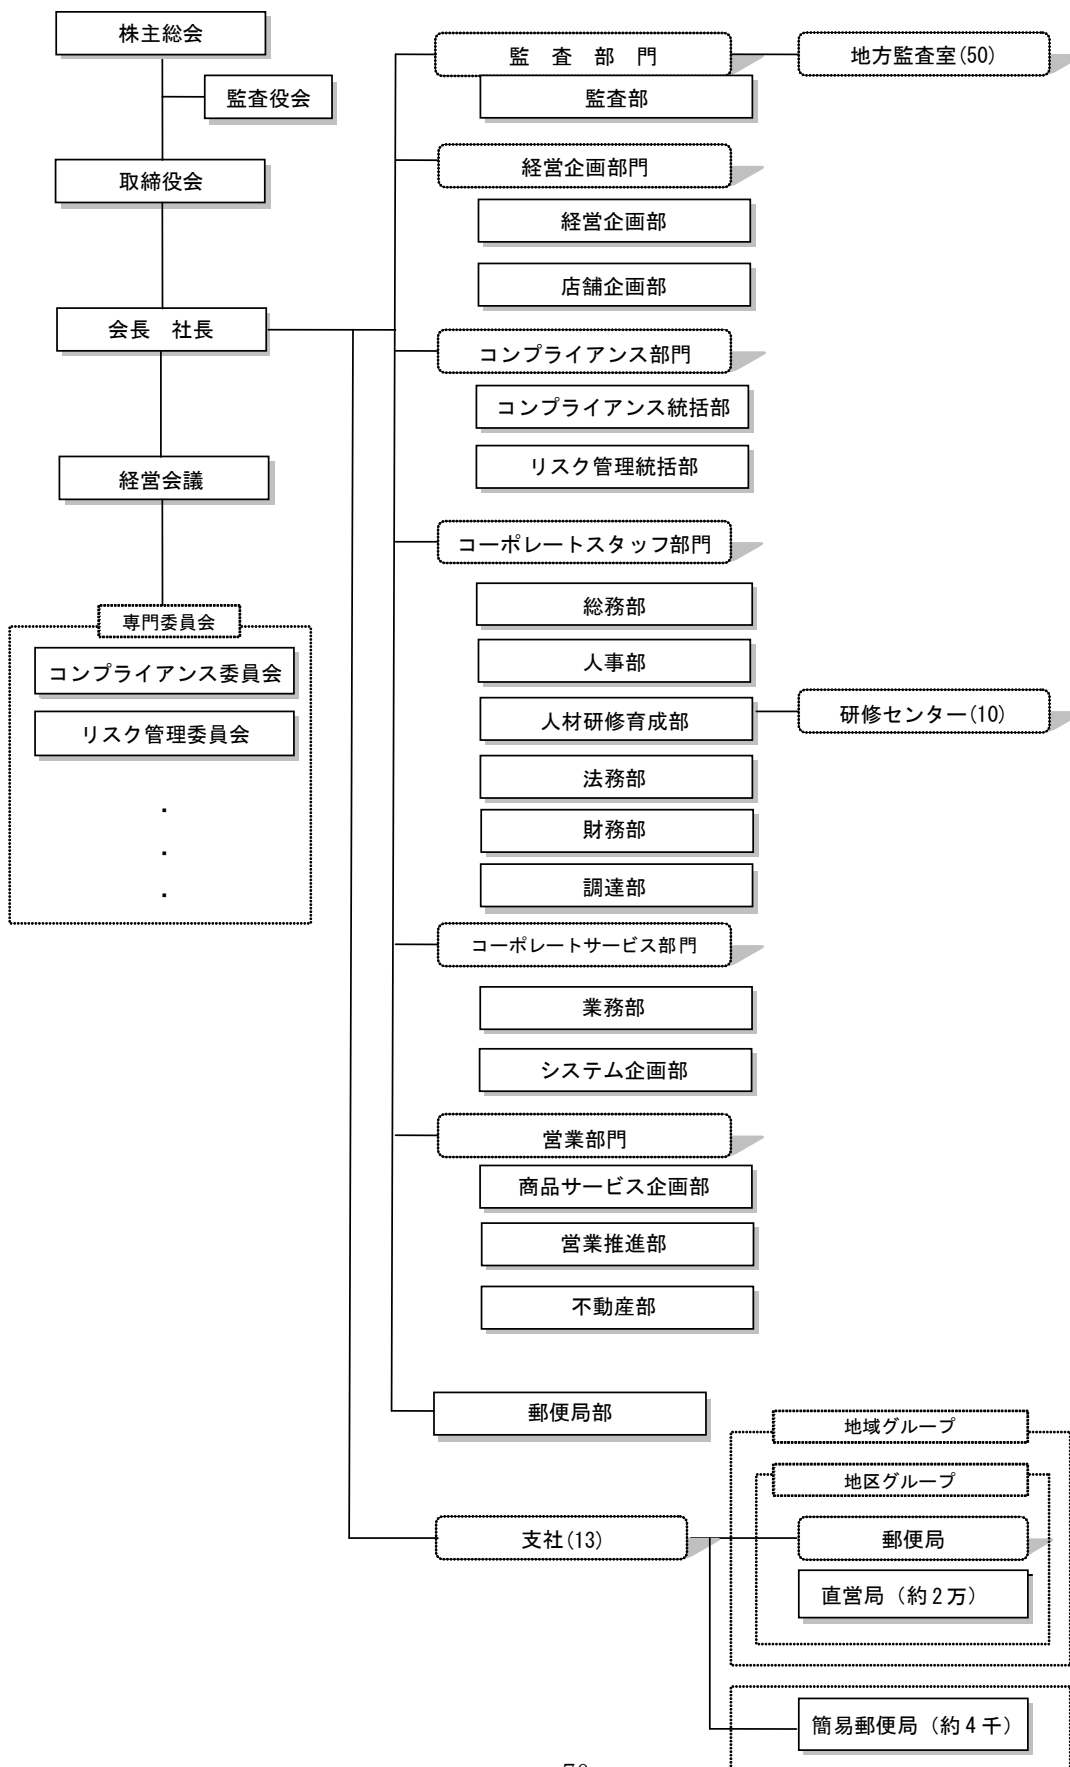 株主総会
監査役会
取締役会
会長　社長
経営会議
専門委員会
コンプライアンス委員会
リスク管理委員会
・
・
・
監　査　部　門
地方監査室(50)
監査部
経営企画部門
経営企画部
店舗企画部
コンプライアンス部門
コンプライアンス統括部
リスク管理統括部
コーポレートスタッフ部門
総務部
人事部
人材研修育成部
研修センター(10)
法務部
財務部
調達部
コーポレートサービス部門
業務部
システム企画部
営業部門
商品サービス企画部
営業推進部
不動産部
郵便局部
支社(13)
地域グループ
地区グループ
郵便局
直営局（約２万）
簡易郵便局（約４千）